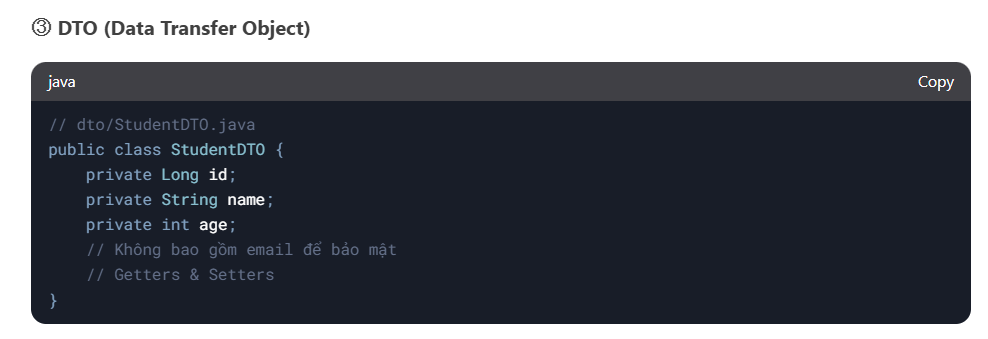 ③ DTO (Data Transfer Object)
java Copy
// dto/StudentDTO.java
public class StudentDTO {
    private Long id;
    private String name;
    private int age;
    // Không bao gồm email để bảo mật
    // Getters & Setters
}